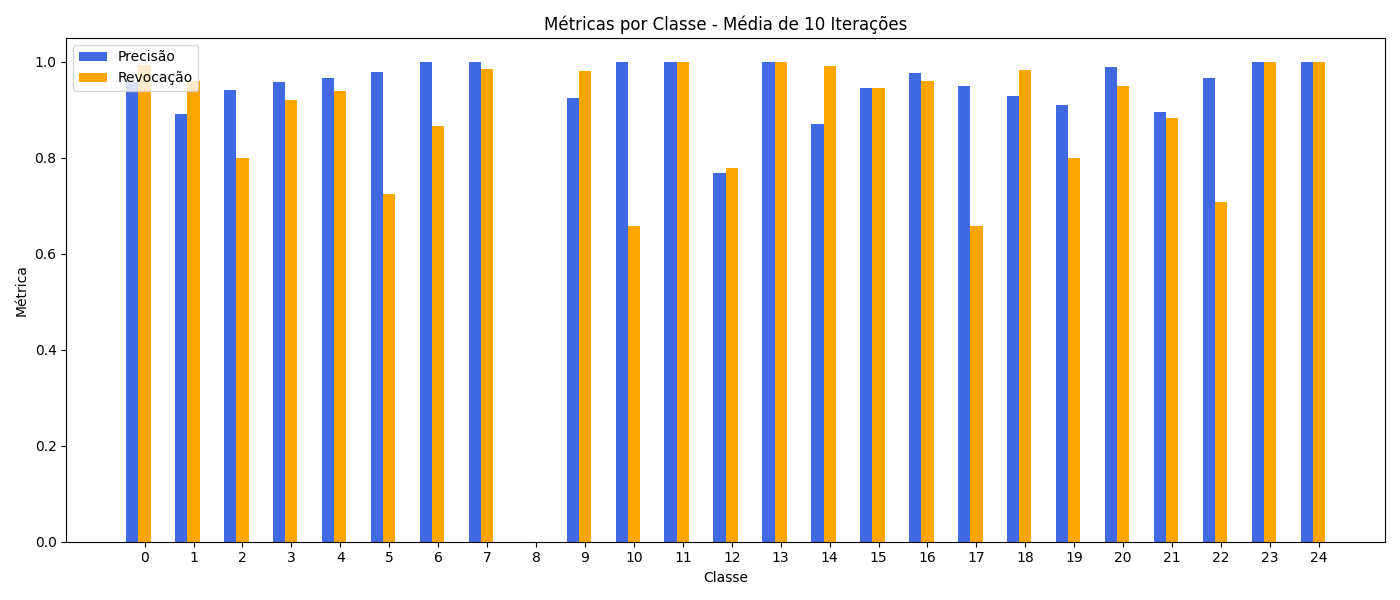 Métricas por Classe - Média de 10 Iterações
Precisão
Revocação
Métrica
1.0
0.8
0.6
0.4
0.2
0.0
0 1 2 3 4 5 6 7 8 9 10 11 12 13 14 15 16 17 18 19 20 21 22 23 24
Classe